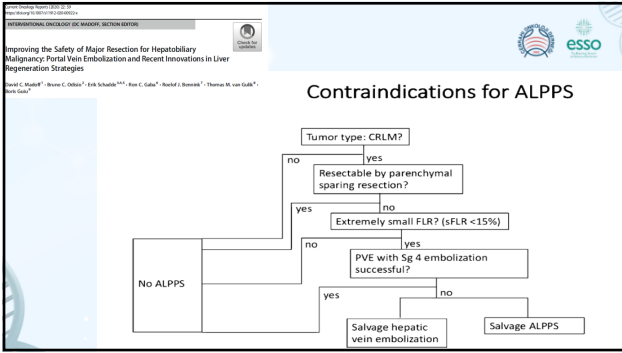 Current Oncology Reports (2020) 22: 59
INTERVENTIONAL ONCOLOGY (DC MADOFF, SECTION EDITOR)
Check for
updates
Improving the Safety of Major Resection for Hepatobiliary
Malignancy: Portal Vein Embolization and Recent Innovations in Liver
Regeneration Strategies
David C. Madoff · Bruno C. Odisio · Erik Schadde · Ron C. Gaba · Roelof J. Bennink · Thomas M. van Gulik ·
Boris Guiu
esso
Contraindications for ALPPS
Tumor type: CRLM?
no
yes
Resectable by parenchymal
sparing resection?
yes
no
Extremely small FLR? (sFLR <15%)
no
yes
PVE with Sg 4 embolization
successful?
No ALPPS
yes
no
Salvage hepatic
vein embolization
Salvage ALPPS